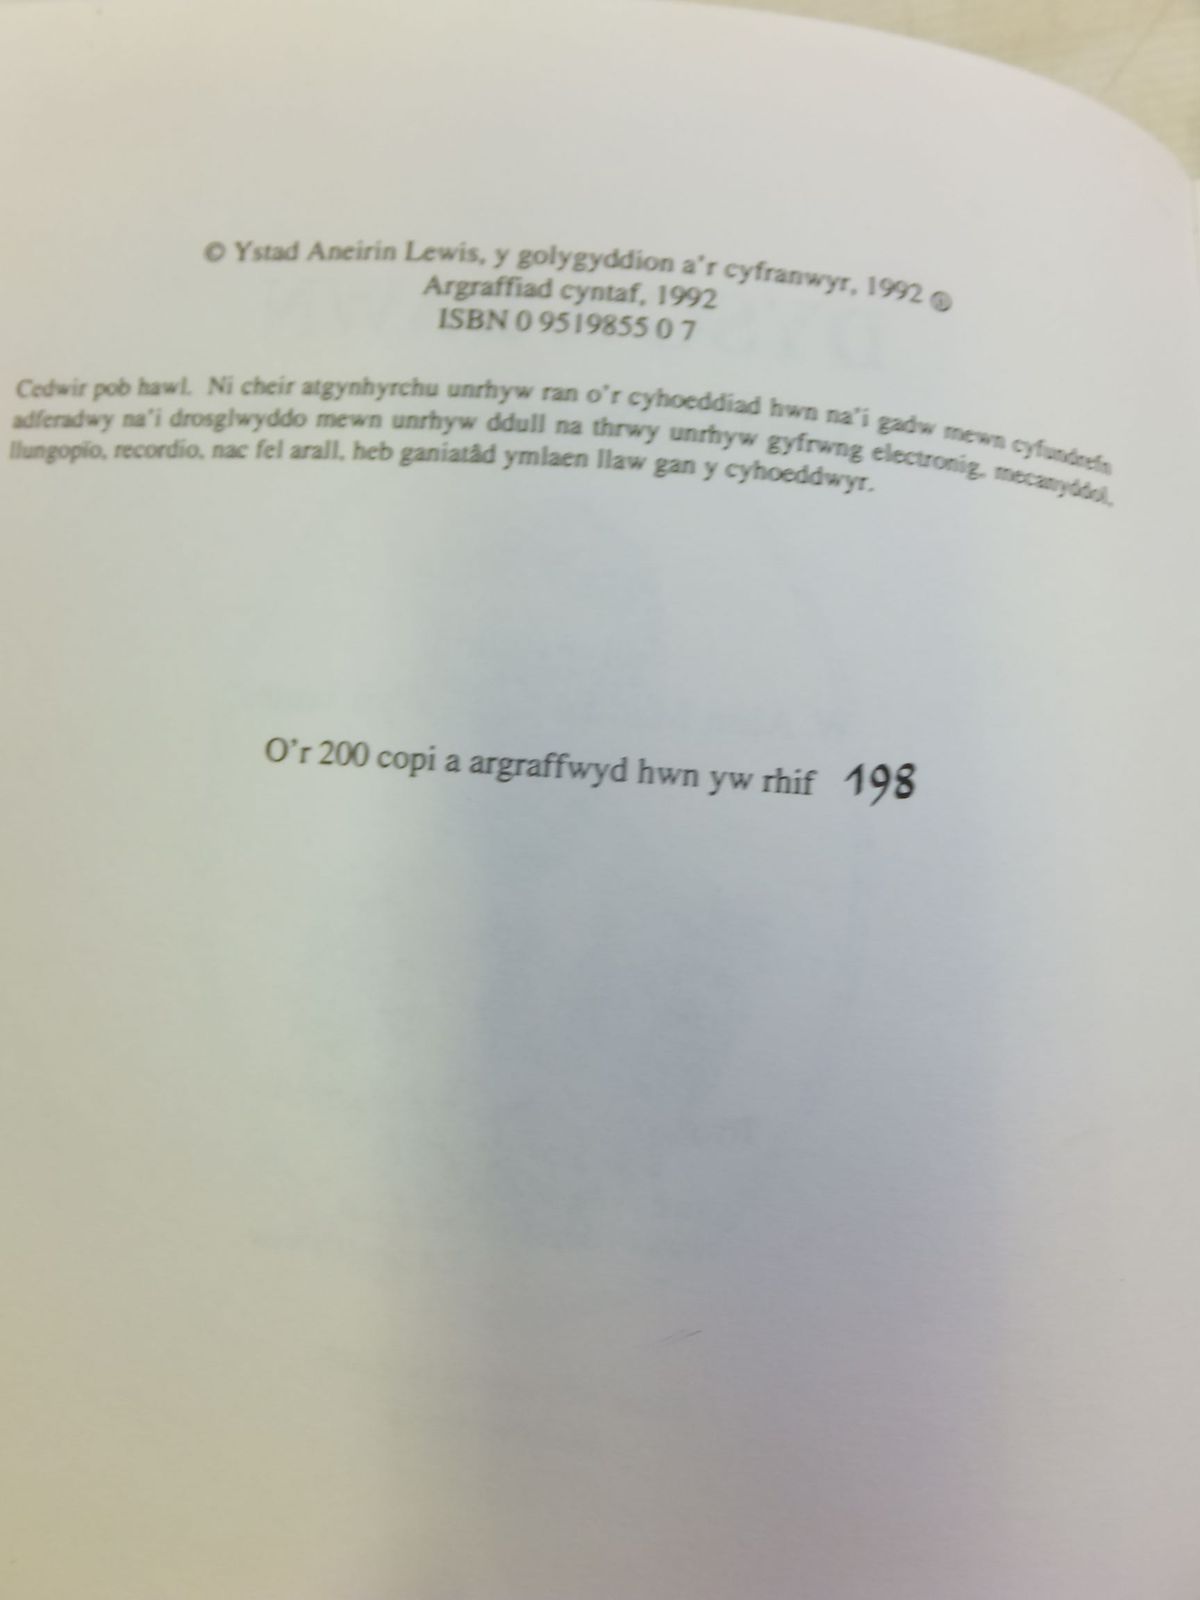 © Ystad Aneirin Lewis, y golygyddion a'r cyfranwyr, 1992 ®
Argraffiad cyntaf, 1992
ISBN 0 9519855 0 7
Cedwir pob hawl. Ni cheir atgynhyrchu unrhyw ran o'r cyhoeddiad hwn na'i gadw mewn cyfundrefn
adferadwy na'i drosglwyddo mewn unrhyw ddull na thrwy unrhyw gyfrwng electronig, mecanyddol,
llungopïo, recordio, nac fel arall, heb ganiatâd ymlaen llaw gan y cyhoeddwyr.
O'r 200 copi a argraffwyd hwn yw rhif 198